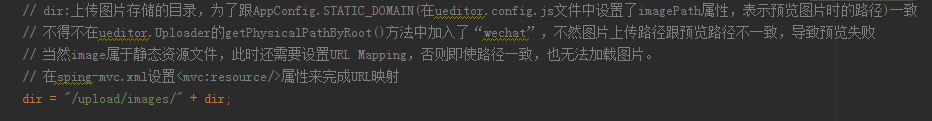 // dir:上传图片存储的目录，为了跟AppConfig.STATIC_DOMAIN(在ueditor.config.js文件中设置了imagePath属性，表示预览图片时的路径)一致
// 不得不在ueditor.Uploader的getPhysicalPathByRoot()方法中加入了“wechat”，不然图片上传路径跟预览路径不一致，导致预览失败
// 当然image属于静态资源文件，此时还需要设置URL Mapping，否则即使路径一致，也无法加载图片。
// 在sping-mvc.xml设置<mvc:resource/>属性来完成URL映射
dir = "/upload/images/" + dir;